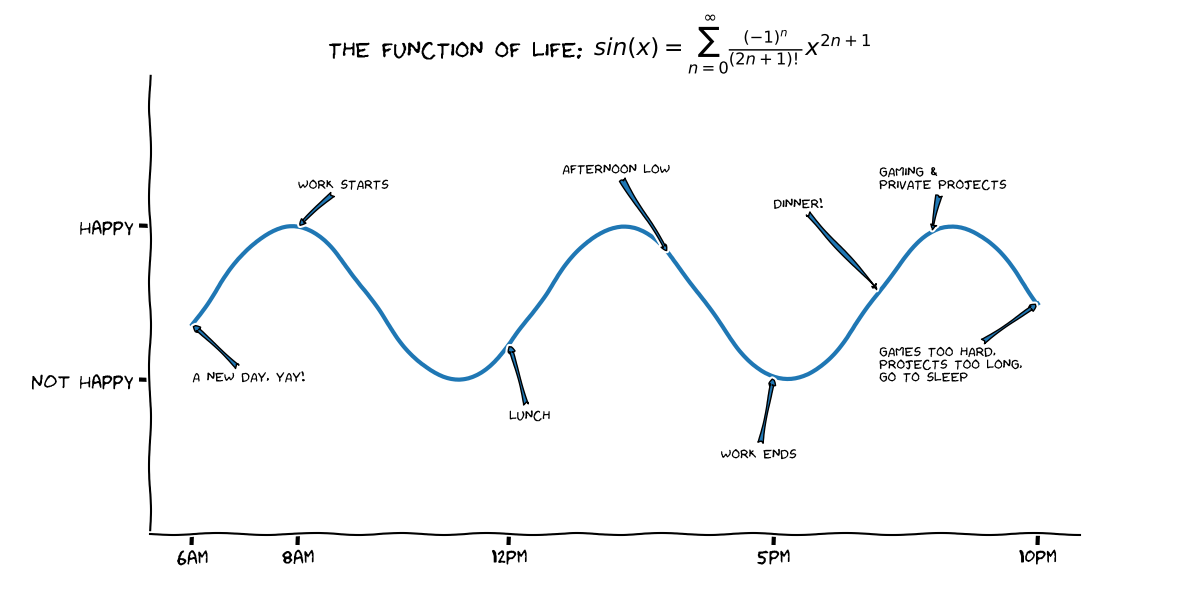 THE FUNCTION OF LIFE: sin(x) = ∑_{n=0}^{∞} \frac{(-1)^n}{(2n+1)!} x^{2n+1}
AFTERNOON LOW
GAMING &
PRIVATE PROJECTS
WORK STARTS
DINNER!
HAPPY
GAMES TOO HARD,
PROJECTS TOO LONG,
GO TO SLEEP
NOT HAPPY
A NEW DAY, YAY!
LUNCH
WORK ENDS
6AM 8AM 12PM 5PM 10PM